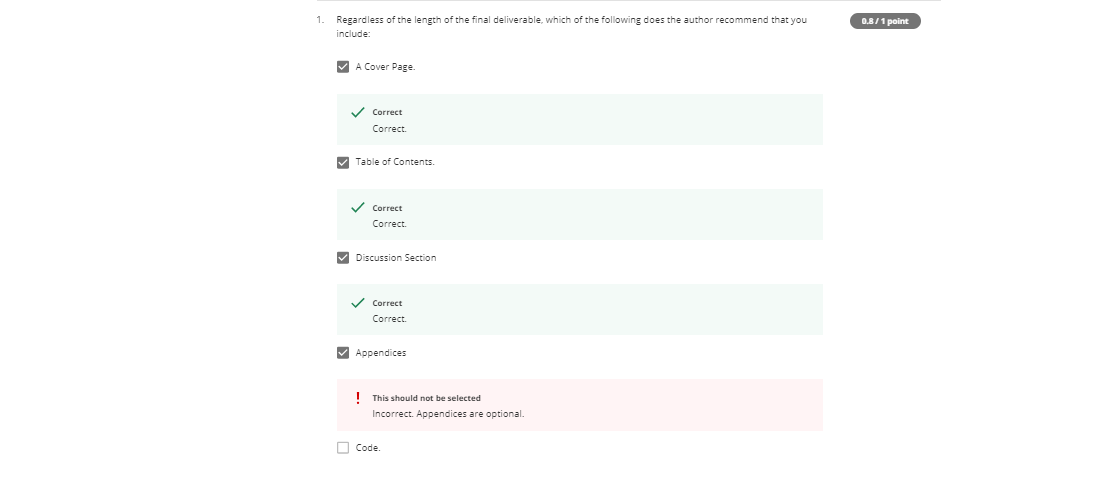 1. Regardless of the length of the final deliverable, which of the following does the author recommend that you
include:
0.8 / 1 point
A Cover Page.
Correct
Correct.
Table of Contents.
Correct
Correct.
Discussion Section
Correct
Correct.
Appendices
! This should not be selected
Incorrect. Appendices are optional.
Code.